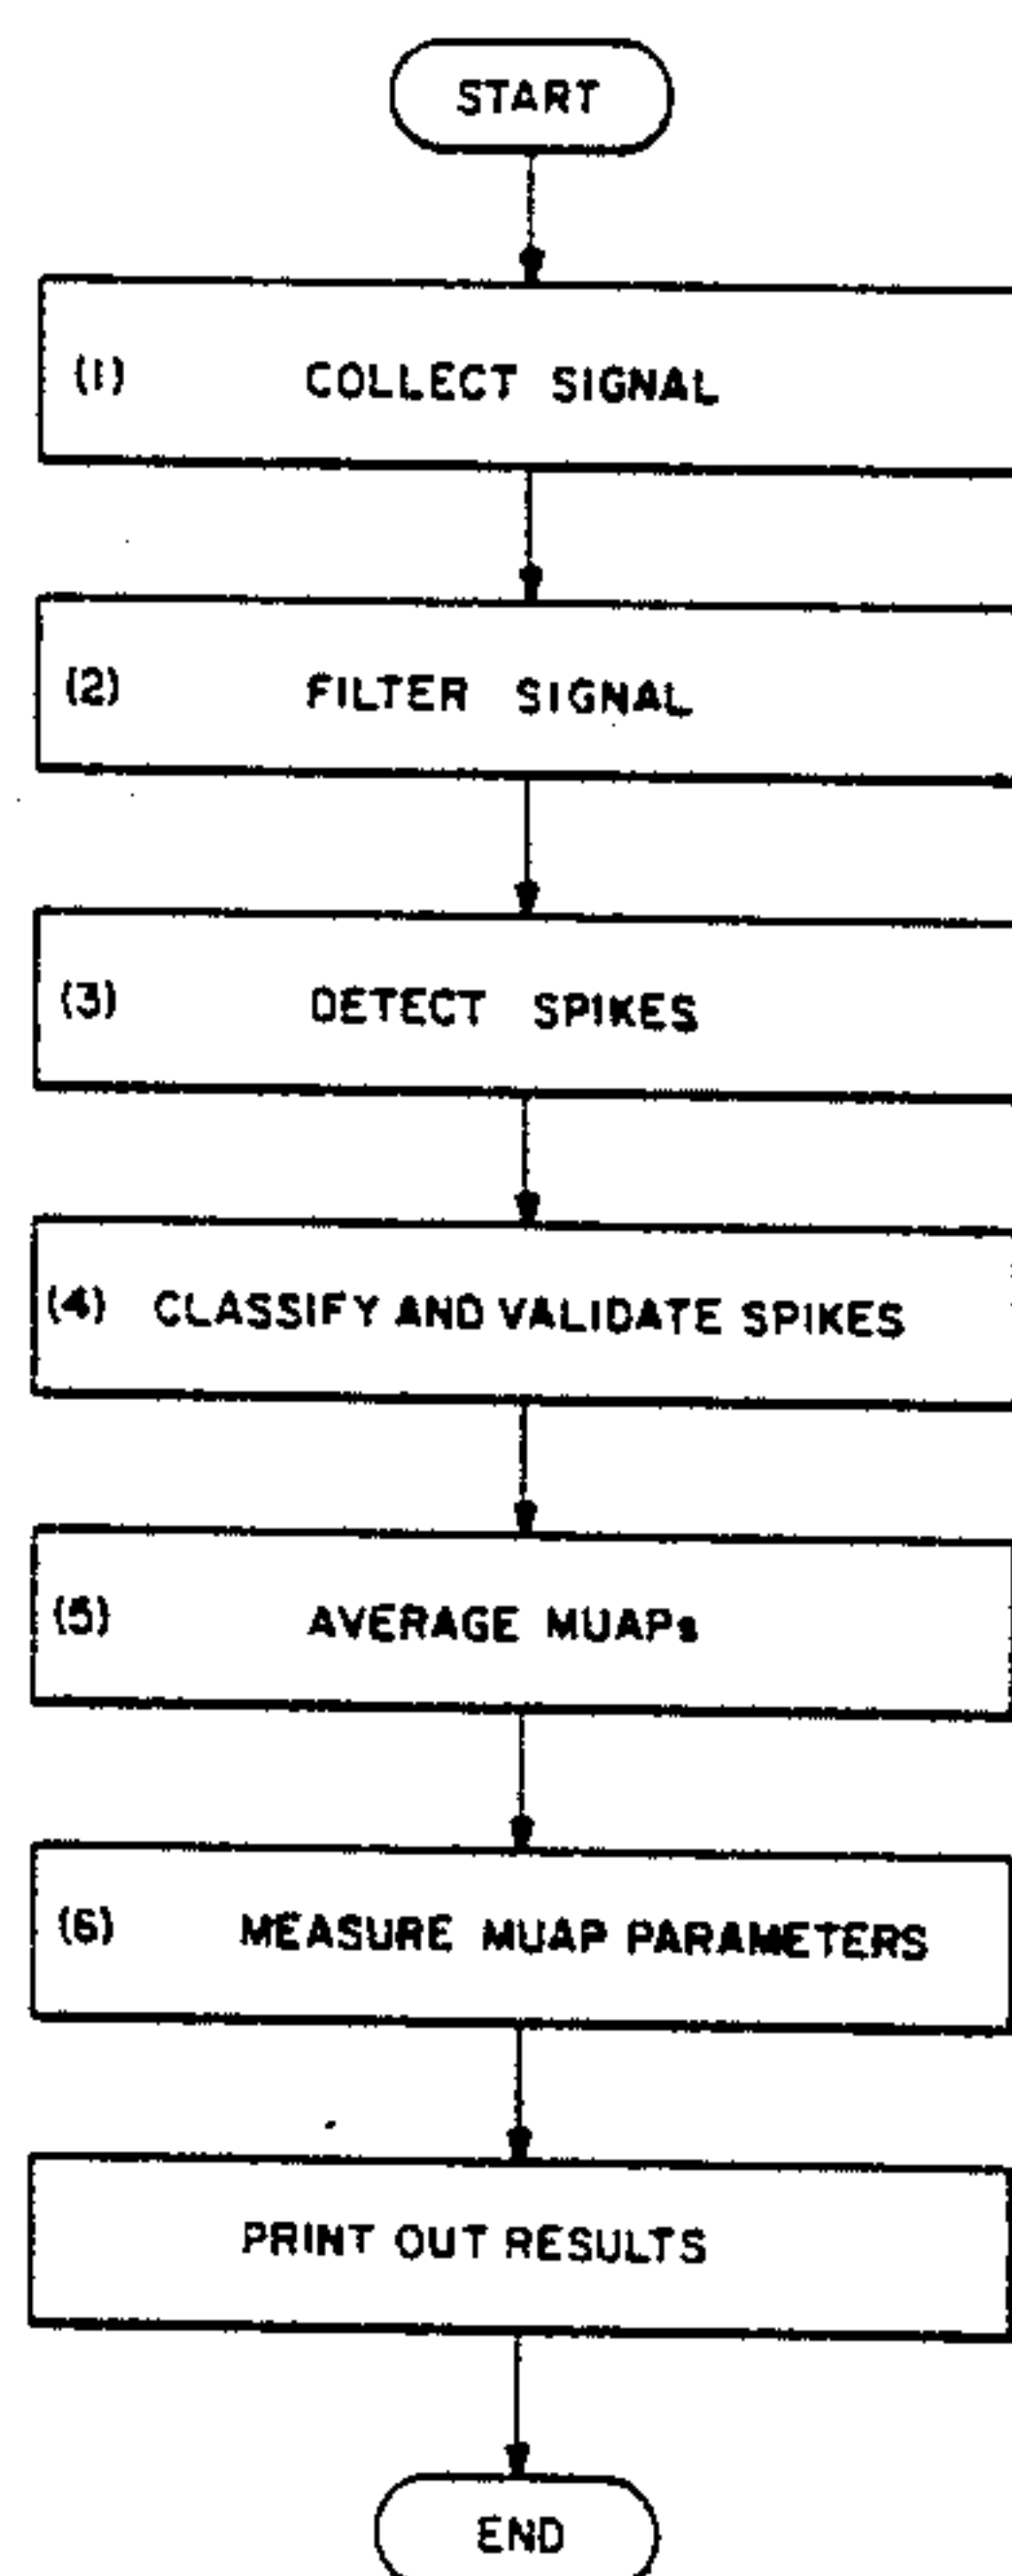 START
(1) COLLECT SIGNAL
(2) FILTER SIGNAL
(3) DETECT SPIKES
(4) CLASSIFY AND VALIDATE SPIKES
(5) AVERAGE MUAPs
(6) MEASURE MUAP PARAMETERS
PRINT OUT RESULTS
END